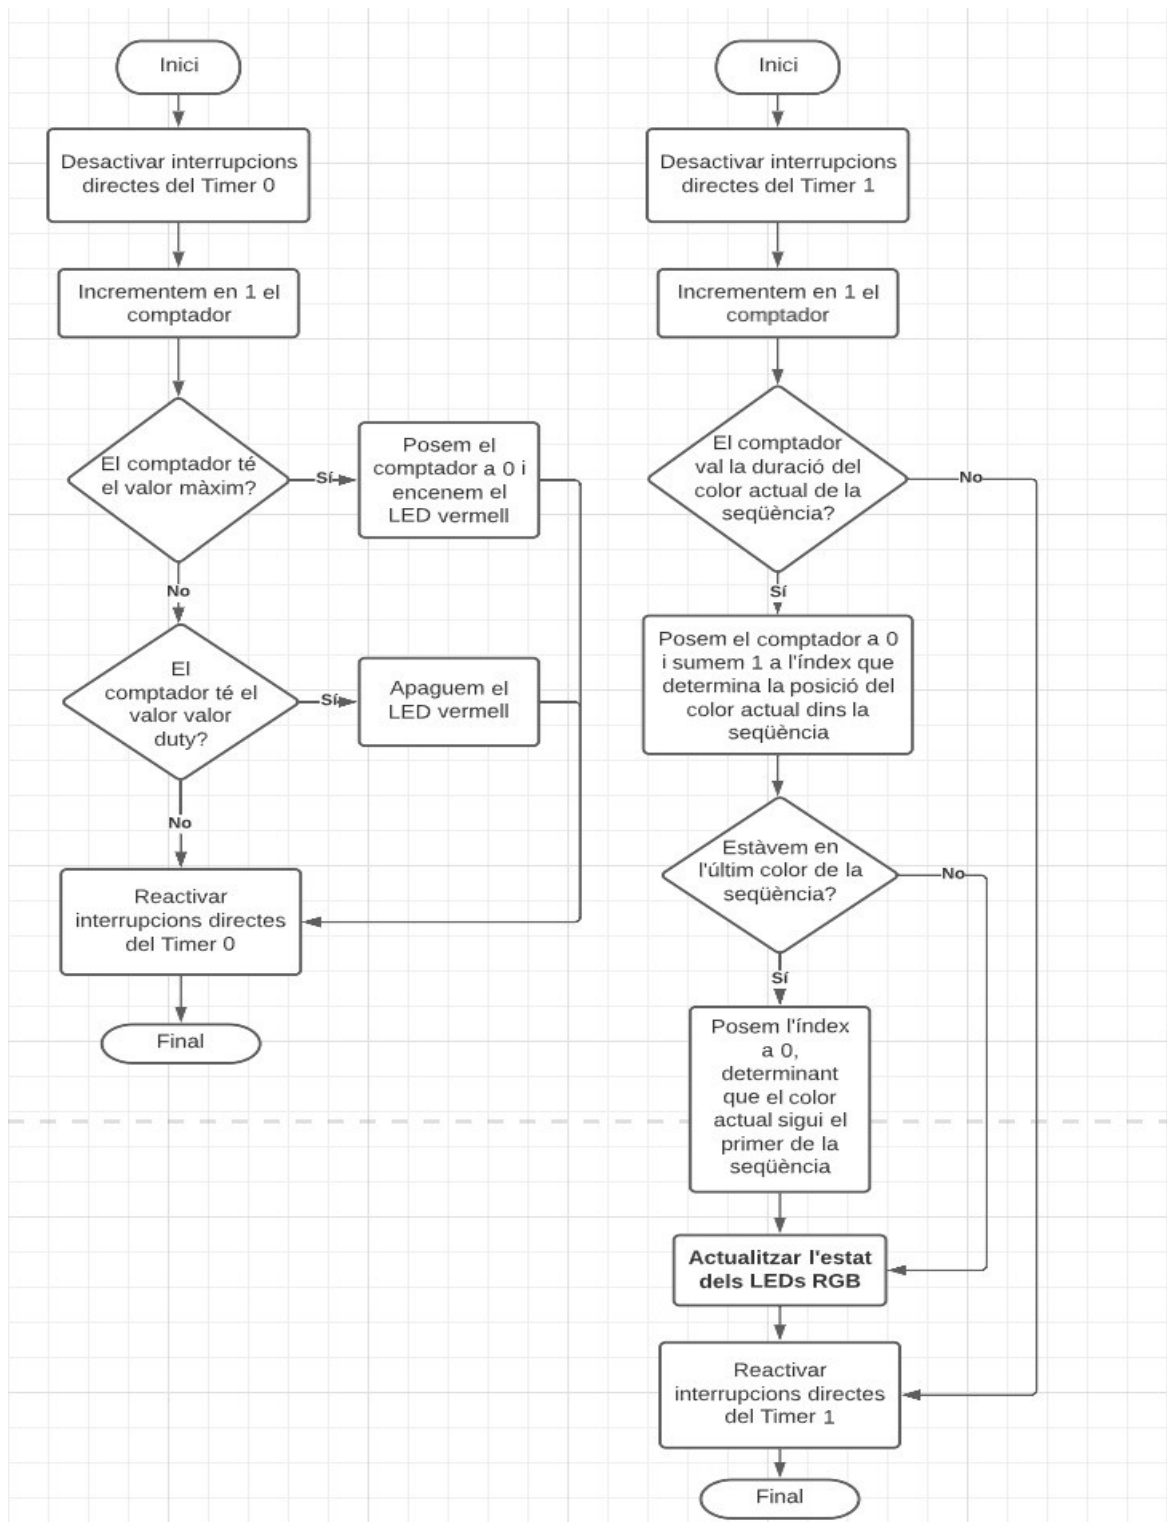 Inici
Desactivar interrupcions
directes del Timer 0
Incrementem en 1 el
comptador
El comptador té
el valor màxim?
Sí
Posem el
comptador a 0 i
encenem el
LED vermell
No
El
comptador té el
valor valor
duty?
Sí
Apaguem el
LED vermell
No
Reactivar
interrupcions directes
del Timer 0
Final
Inici
Desactivar interrupcions
directes del Timer 1
Incrementem en 1 el
comptador
El comptador
val la duració del
color actual de la
seqüència?
No
Sí
Posem el comptador a 0
i sumem 1 a l'índex que
determina la posició del
color actual dins la
seqüència
Estàvem en
l'últim color de la
seqüència?
No
Sí
Posem l'índex
a 0,
determinant
que el color
actual sigui el
primer de la
seqüència
Actualitzar l'estat
dels LEDs RGB
Reactivar
interrupcions directes
del Timer 1
Final